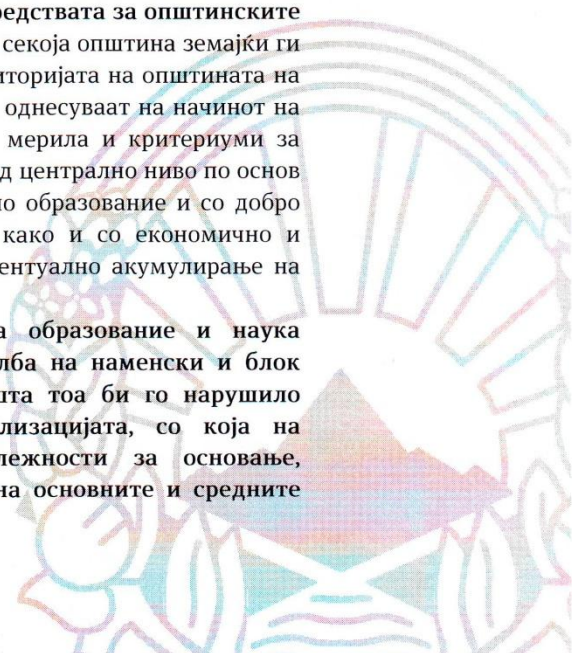 редствата за општинските
секоја општина земајќи ги
иторијата на општината на
однесуваат на начинот на
мерила и критериуми за
д централно ниво по основ
но образование и со добро
како и со економично и
ентуално акумулирање на
а образование и наука
лба на наменски и блок
шта тоа би го нарушило
лизацијата, со која на
лежности за основање,
на основните и средните